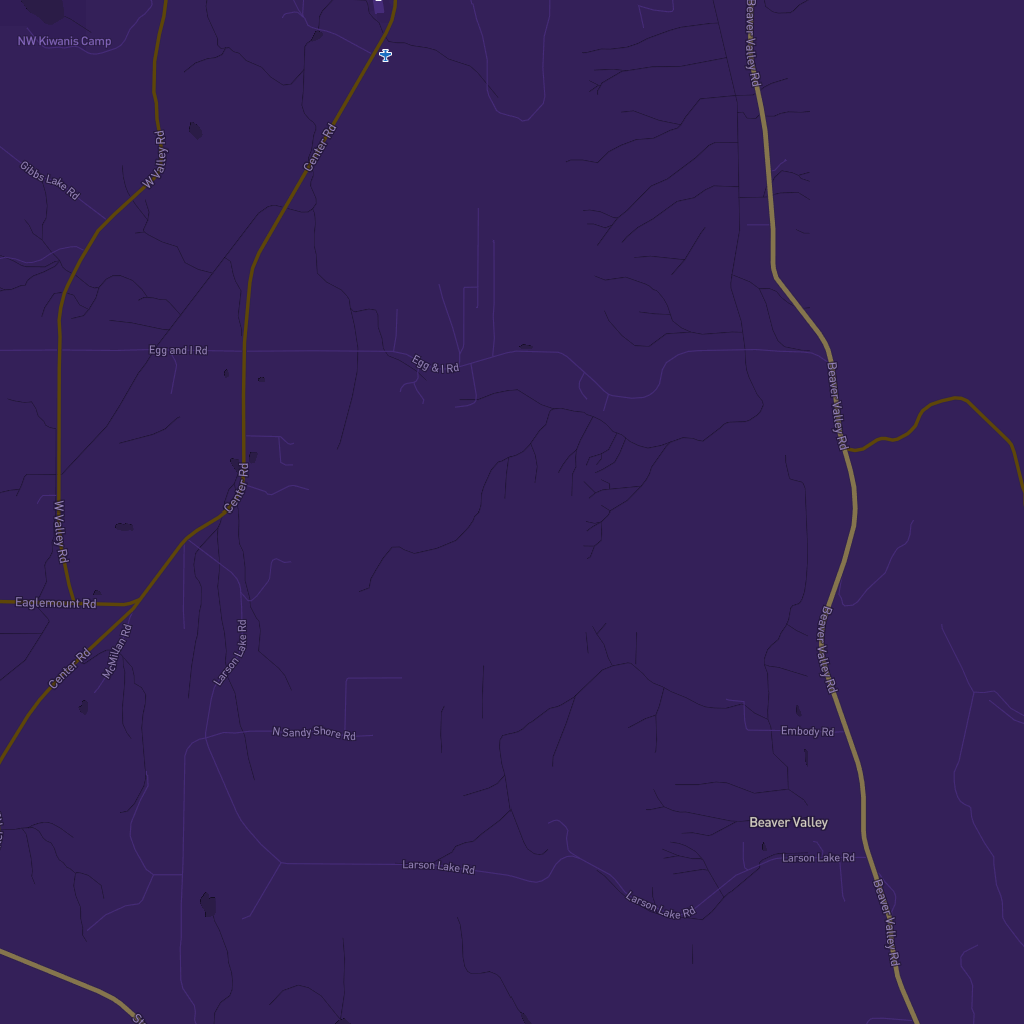 Beaver Valley Rd
NW Kiwanis Camp
W Valley Rd
Center Rd
Gibbs Lake Rd
Egg and I Rd
Egg & I Rd
Beaver Valley Rd
Center Rd
W Valley Rd
Eaglemount Rd
McMillan Rd
Larson Lake Rd
Beaver Valley Rd
Center Rd
N Sandy Shore Rd
Embody Rd
Beaver Valley
Larson Lake Rd
Larson Lake Rd
Larson Lake Rd
Beaver Valley Rd